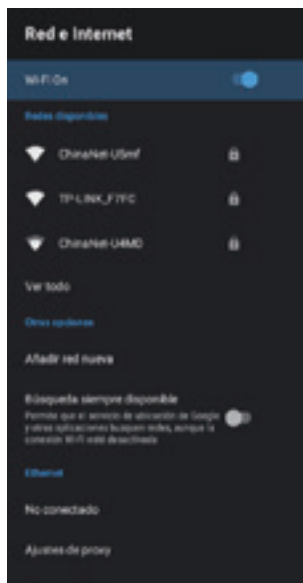 Red e Internet
Wi-Fi On
Redes disponibles
ChinaNet-U5mf
TP-LINK_F7FC
ChinaNet-U4MD
Ver todo
Otras opciones
Añadir red nueva
Búsqueda siempre disponible
Permite que el servicio de ubicación de Google
y otras aplicaciones busquen redes, aunque la
conexión Wi-Fi esté desactivada
Ethernet
No conectado
Ajustes de proxy